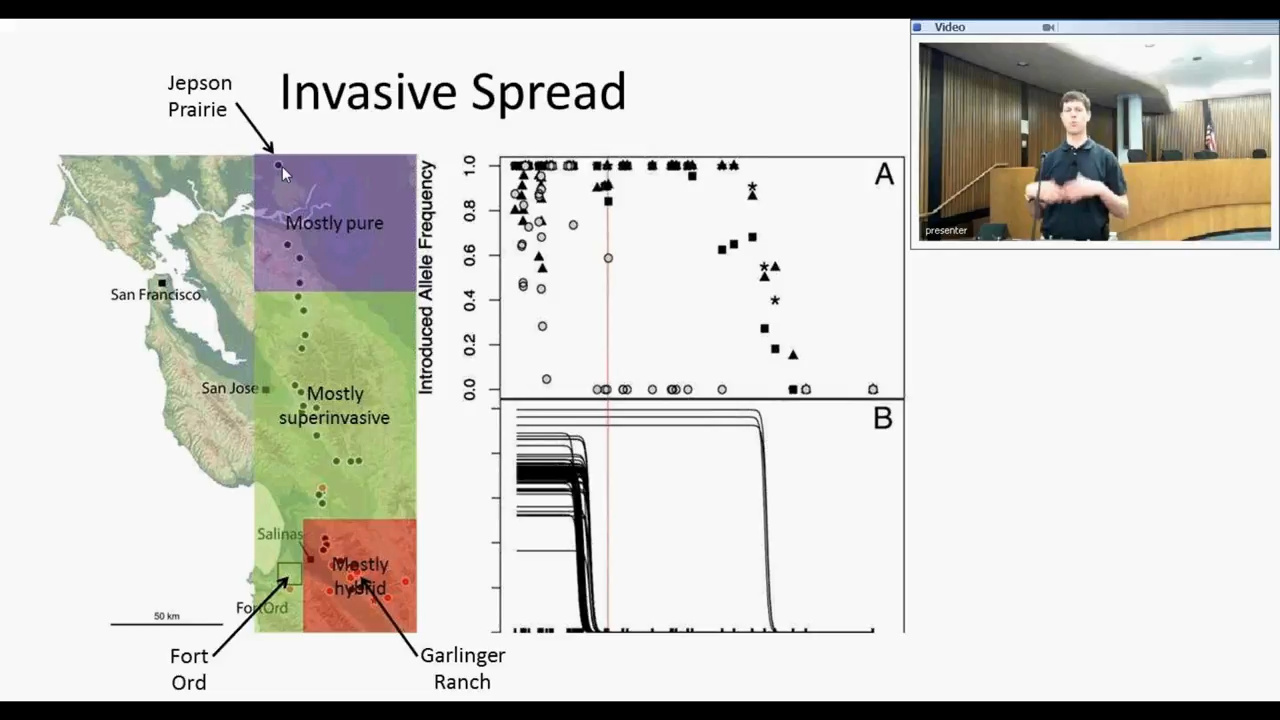 Video
Jepson
Prairie
Invasive Spread
Mostly pure
San Francisco
San Jose
Mostly
superinvasive
Salinas
Mostly
hybrid
Fort Ord
50 km
Fort
Ord
Garlinger
Ranch
Introduced Allele Frequency
1.0
0.8
0.6
0.4
0.2
0.0
A
B
presenter